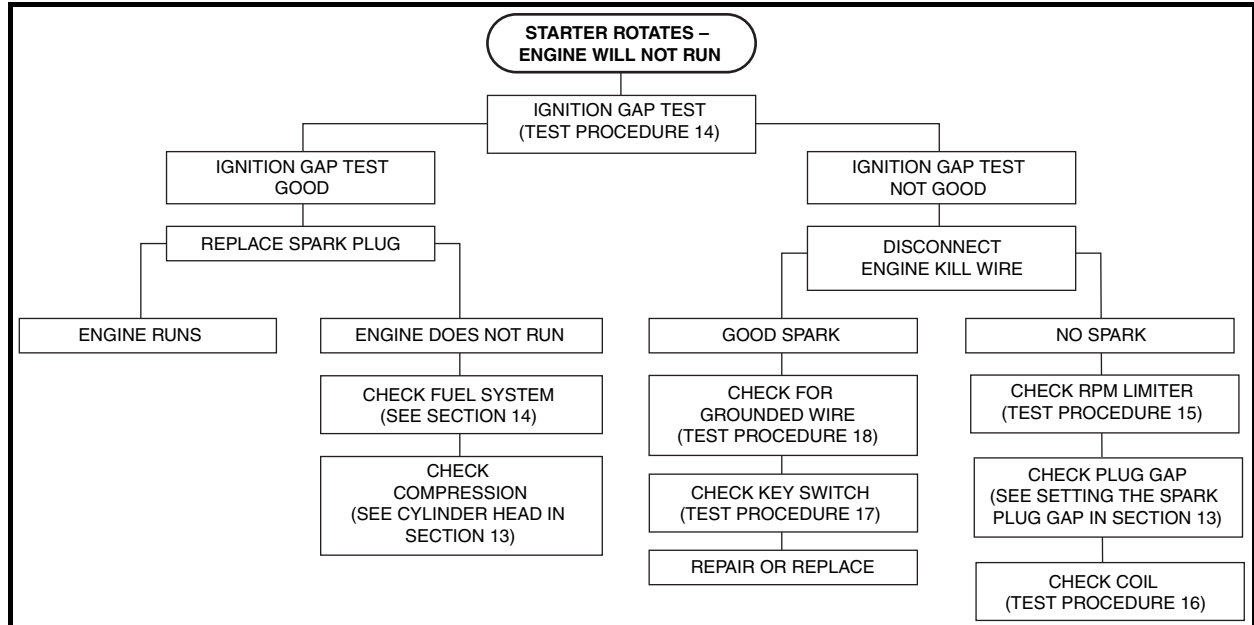 STARTER ROTATES –
ENGINE WILL NOT RUN
IGNITION GAP TEST
(TEST PROCEDURE 14)
IGNITION GAP TEST
GOOD
REPLACE SPARK PLUG
ENGINE RUNS
ENGINE DOES NOT RUN
CHECK FUEL SYSTEM
(SEE SECTION 14)
CHECK
COMPRESSION
(SEE CYLINDER HEAD IN
SECTION 13)
IGNITION GAP TEST
NOT GOOD
DISCONNECT
ENGINE KILL WIRE
GOOD SPARK
CHECK FOR
GROUNDED WIRE
(TEST PROCEDURE 18)
CHECK KEY SWITCH
(TEST PROCEDURE 17)
REPAIR OR REPLACE
NO SPARK
CHECK RPM LIMITER
(TEST PROCEDURE 15)
CHECK PLUG GAP
(SEE SETTING THE SPARK
PLUG GAP IN SECTION 13)
CHECK COIL
(TEST PROCEDURE 16)